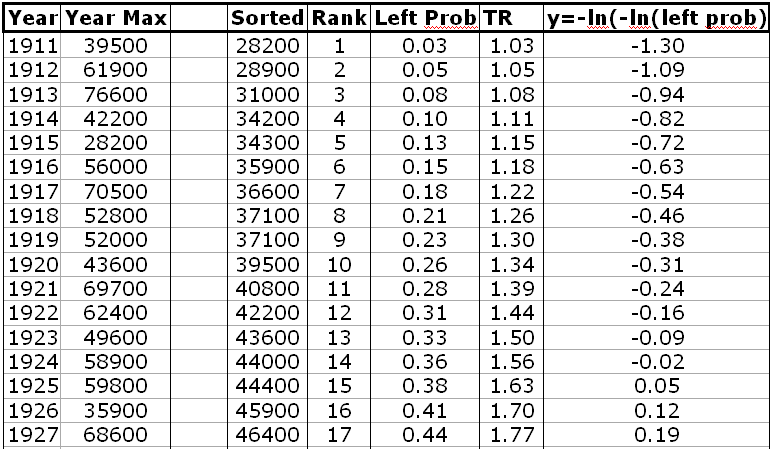 Year Year Max Sorted Rank Left Prob TR y=-ln(-ln(left prob)
1911 39500 28200 1 0.03 1.03 -1.30
1912 61900 28900 2 0.05 1.05 -1.09
1913 76600 31000 3 0.08 1.08 -0.94
1914 42200 34200 4 0.10 1.11 -0.82
1915 28200 34300 5 0.13 1.15 -0.72
1916 56000 35900 6 0.15 1.18 -0.63
1917 70500 36600 7 0.18 1.22 -0.54
1918 52800 37100 8 0.21 1.26 -0.46
1919 52000 37100 9 0.23 1.30 -0.38
1920 43600 39500 10 0.26 1.34 -0.31
1921 69700 40800 11 0.28 1.39 -0.24
1922 62400 42200 12 0.31 1.44 -0.16
1923 49600 43600 13 0.33 1.50 -0.09
1924 58900 44000 14 0.36 1.56 -0.02
1925 59800 44400 15 0.38 1.63 0.05
1926 35900 45900 16 0.41 1.70 0.12
1927 68600 46400 17 0.44 1.77 0.19